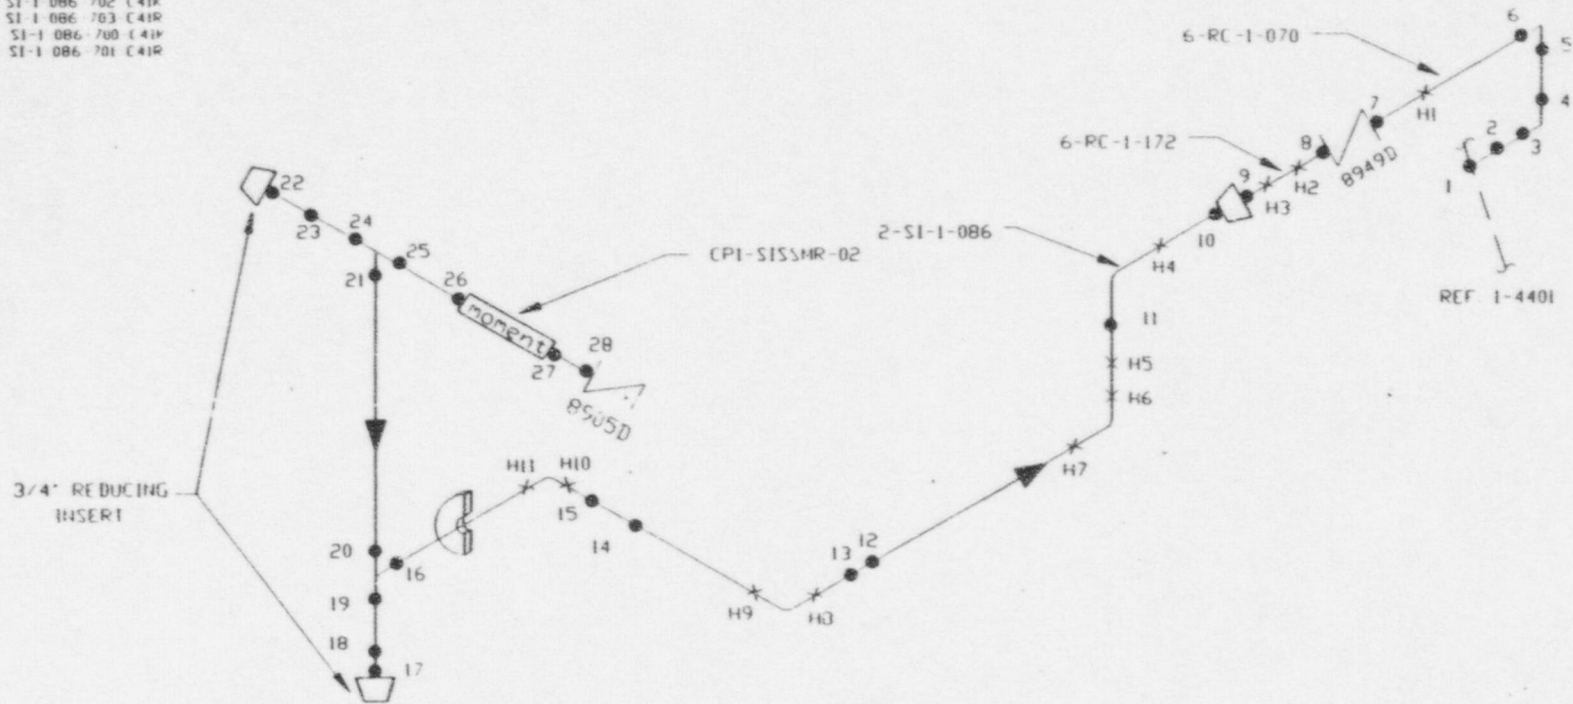 SI-1 086 702 C41R
SI-1 086 703 C41R
SI-1 086 700 C41R
SI-1 086 701 C41R
6-RC-1-070
6
5
4
7
H1
2
3
1
6-RC-1-172
8
8949D
9
H2
H3
10
H4
2-SI-1-086
REF. 1-4401
22
23
24
25
21
26
CP1-SISSMR-02
moment
27
28
8905D
11
H5
H6
H7
3/4" REDUCING
INSERT
H11
H10
15
14
20
16
13
12
19
H9
H8
18
17